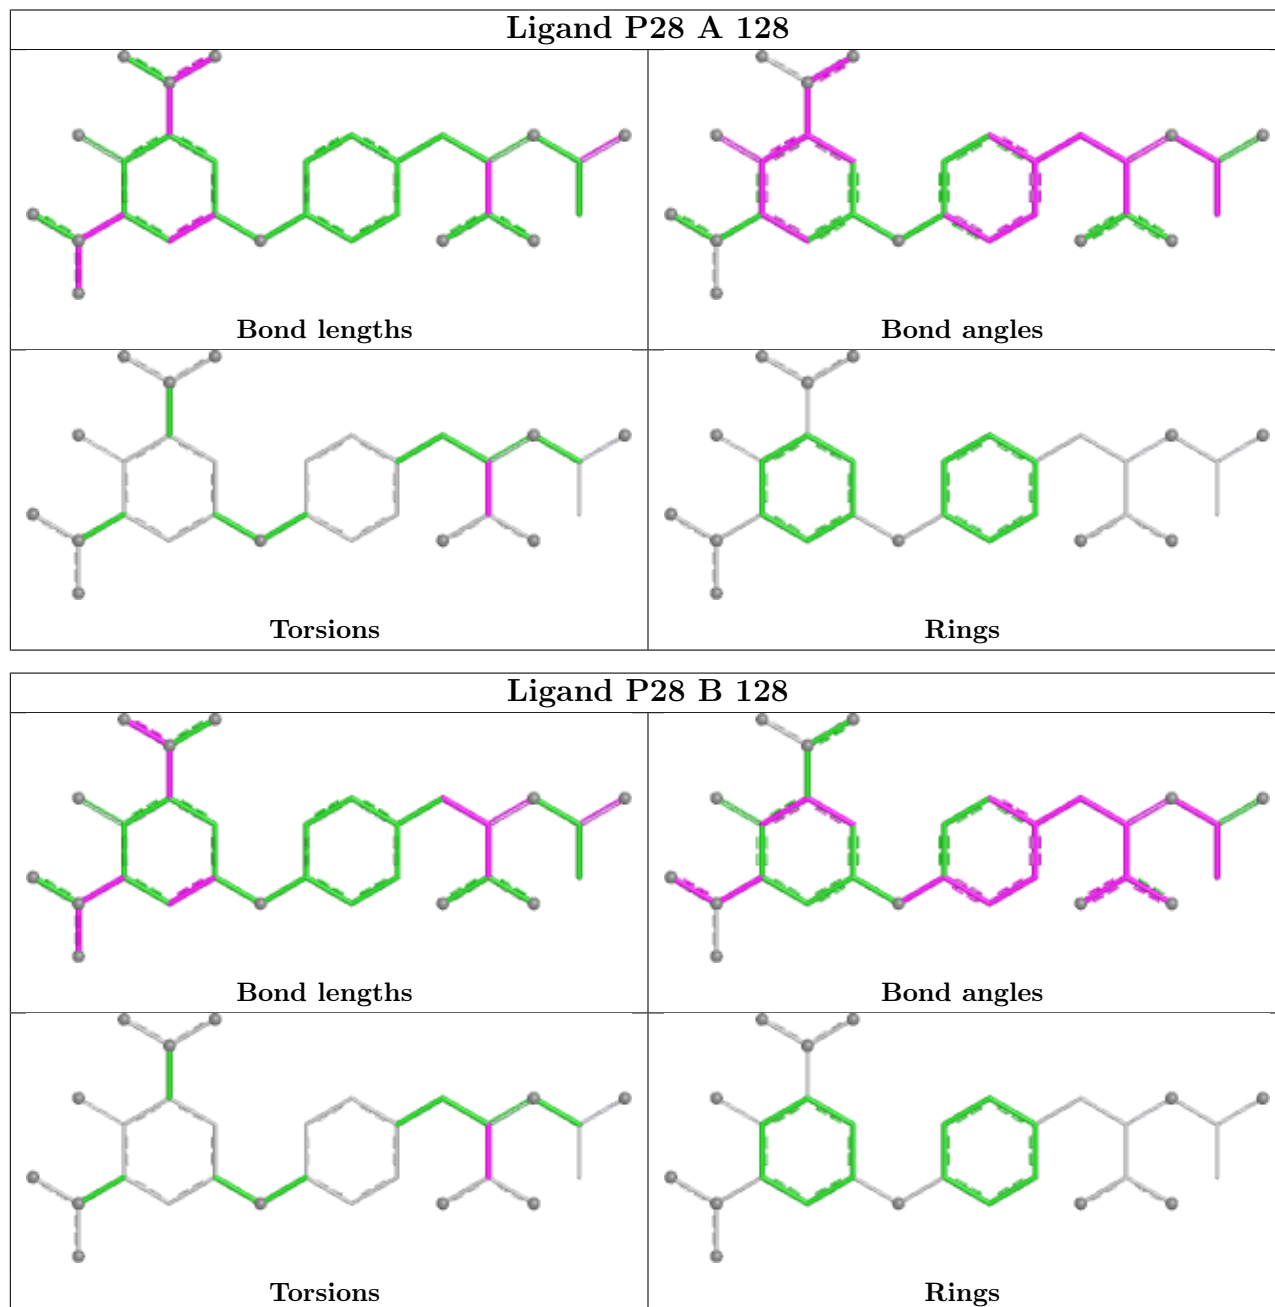 Ligand P28 A 128
Bond lengths
Bond angles
Torsions
Rings
Ligand P28 B 128
Bond lengths
Bond angles
Torsions
Rings